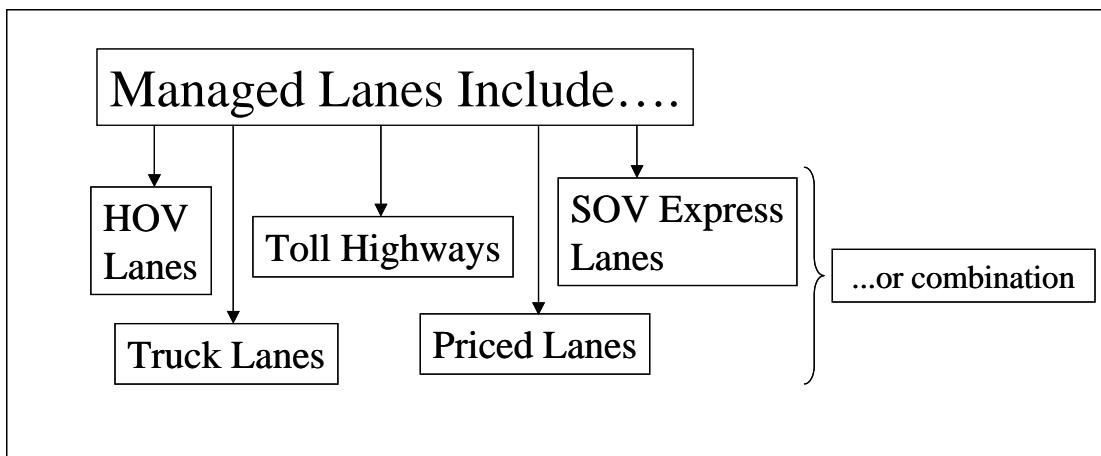 Managed Lanes Include….
HOV
Lanes
Truck Lanes
Toll Highways
Priced Lanes
SOV Express
Lanes
...or combination